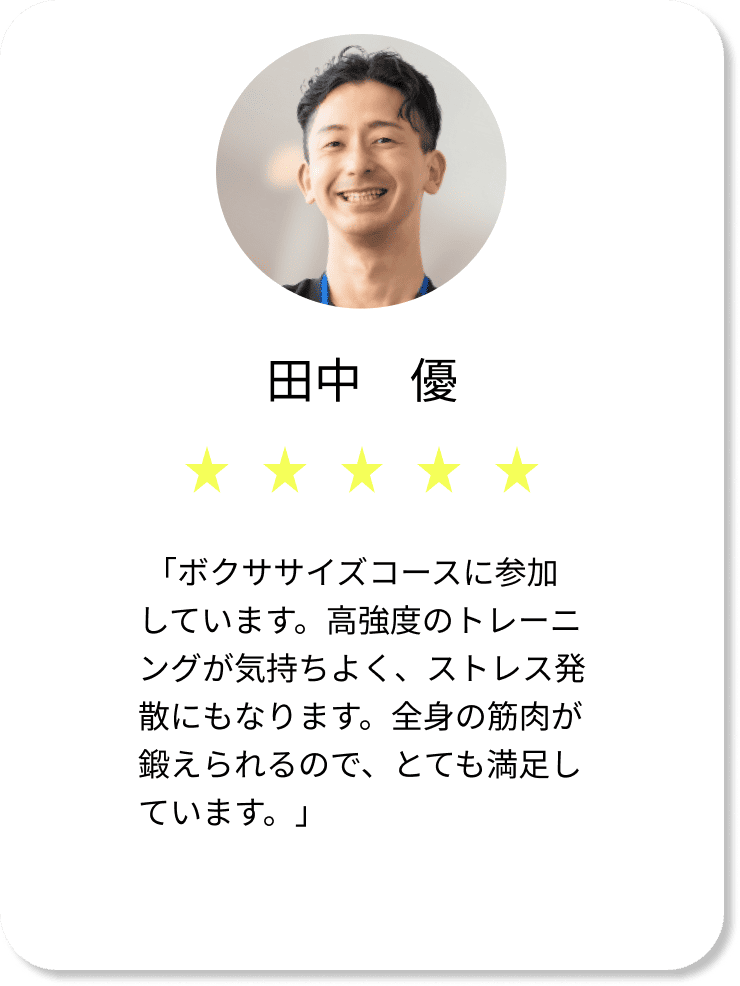 田中　優
★ ★ ★ ★ ★
「ボクササイズコースに参加
しています。高強度のトレーニ
ングが気持ちよく、ストレス発
散にもなります。全身の筋肉が
鍛えられるので、とても満足し
ています。」